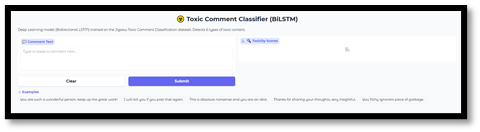 Toxic Comment Classifier (BiLSTM)
Deep Learning model (Bidirectional LSTM) trained on the Jigsaw Toxic Comment Classification dataset. Detects 6 types of toxic content.
Comment Text
Type or paste a comment here...
Toxicity Scores
Clear
Submit
Examples
You are such a wonderful person, keep up the great work!
I will kill you if you post that again.
This is absolute nonsense and you are an idiot.
Thanks for sharing your thoughts, very insightful.
You filthy ignorant piece of garbage.